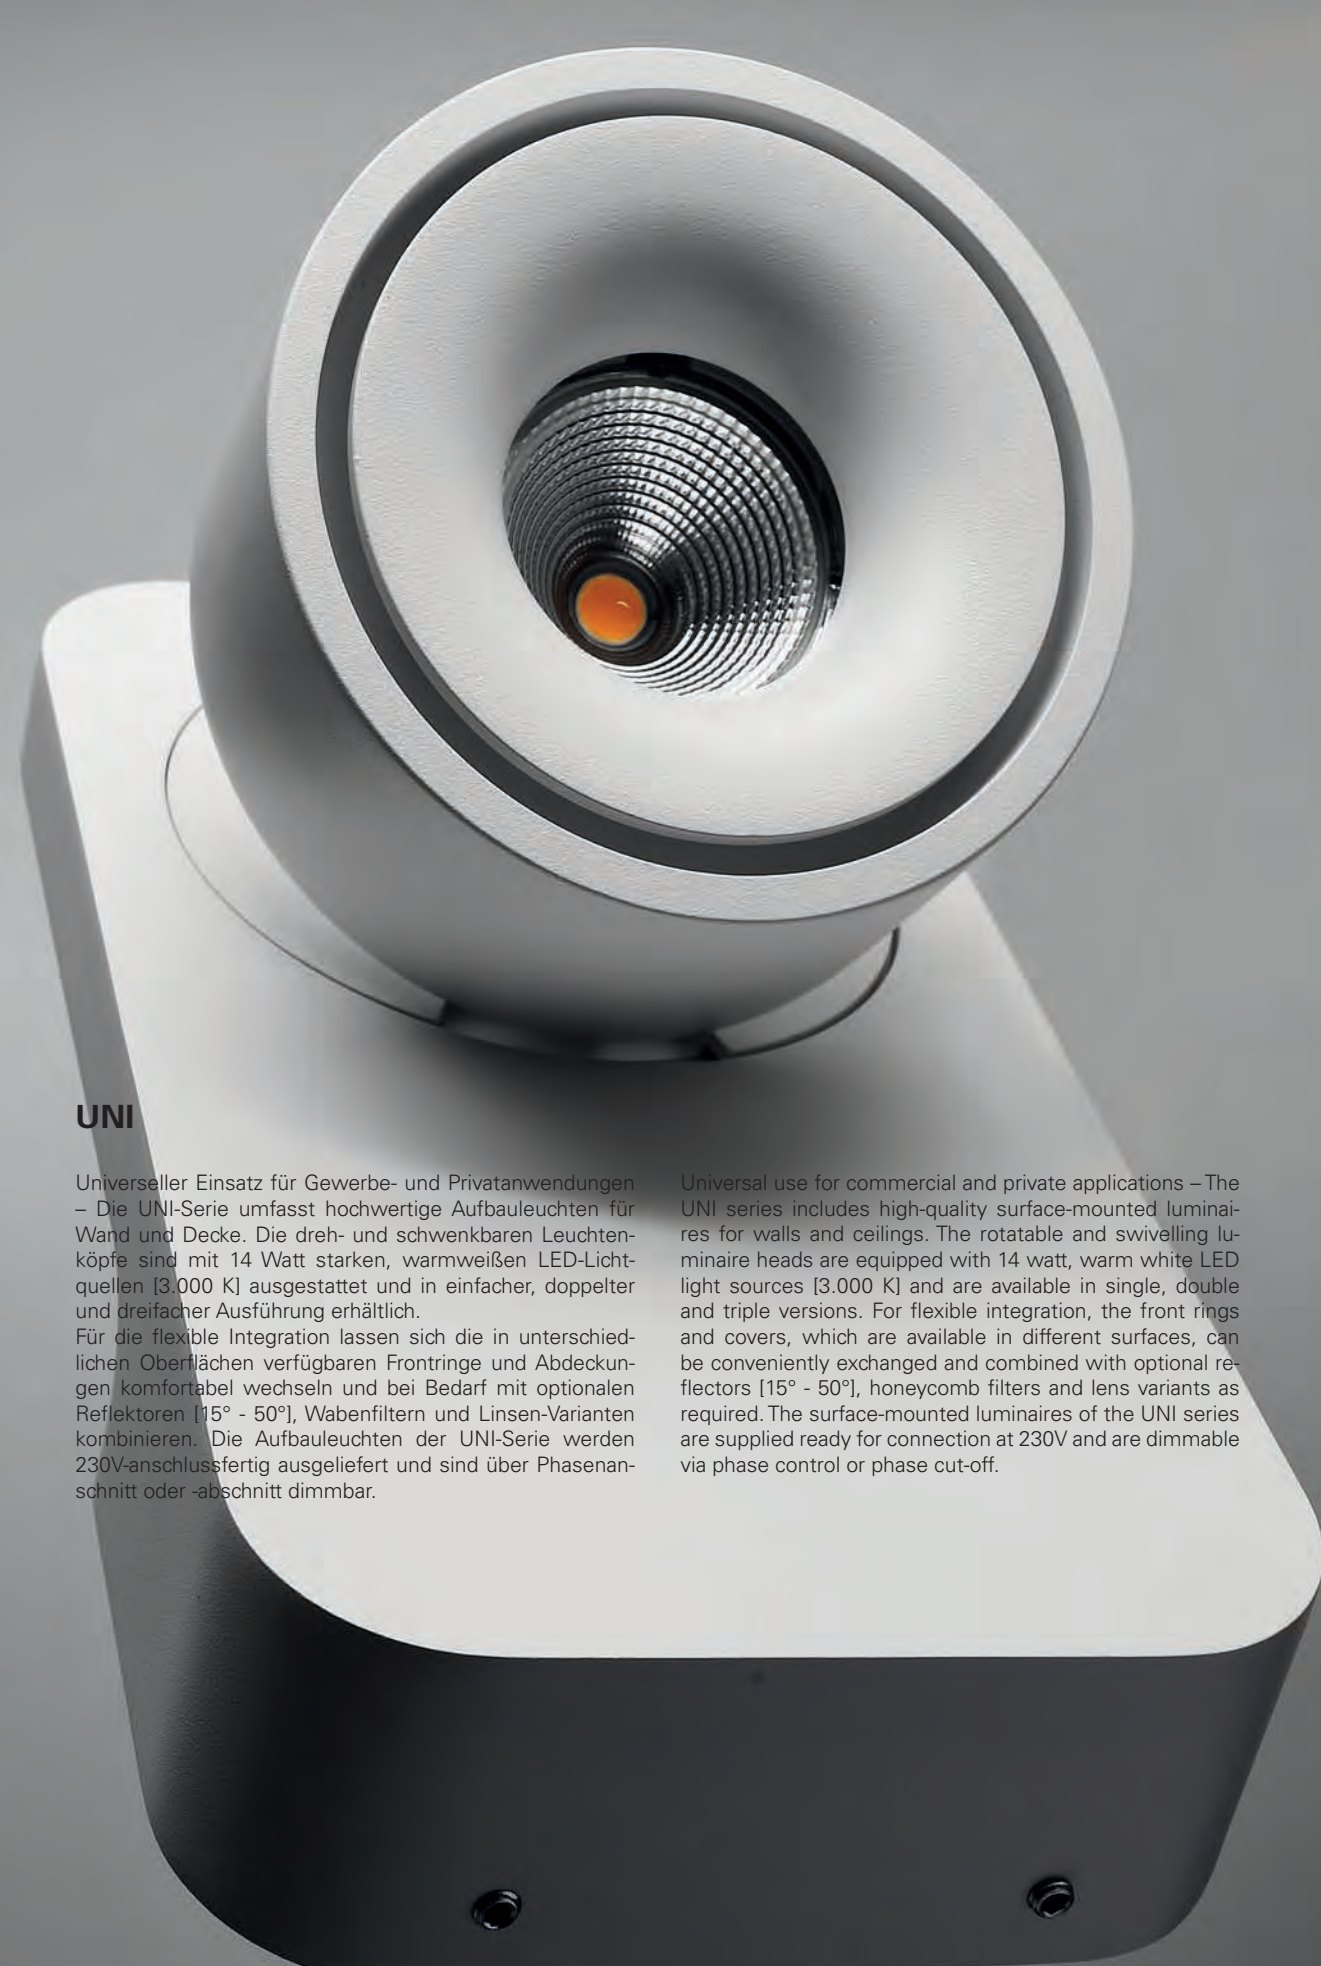 UNI
Universeller Einsatz für Gewerbe- und Privatanwendungen
– Die UNI-Serie umfasst hochwertige Aufbauleuchten für
Wand und Decke. Die dreh- und schwenkbaren Leuchten-
köpfe sind mit 14 Watt starken, warmweißen LED-Licht-
quellen [3.000 K] ausgestattet und in einfacher, doppelter
und dreifacher Ausführung erhältlich.
Für die flexible Integration lassen sich die in unterschied-
lichen Oberflächen verfügbaren Frontringe und Abdeckun-
gen komfortabel wechseln und bei Bedarf mit optionalen
Reflektoren [15° - 50°], Wabenfiltern und Linsen-Varianten
kombinieren. Die Aufbauleuchten der UNI-Serie werden
230V-anschlussfertig ausgeliefert und sind über Phasenan-
schnitt oder -abschnitt dimmbar.
Universal use for commercial and private applications – The
UNI series includes high-quality surface-mounted luminai-
res for walls and ceilings. The rotatable and swivelling lu-
minaire heads are equipped with 14 watt, warm white LED
light sources [3.000 K] and are available in single, double
and triple versions. For flexible integration, the front rings
and covers, which are available in different surfaces, can
be conveniently exchanged and combined with optional re-
flectors [15° - 50°], honeycomb filters and lens variants as
required. The surface-mounted luminaires of the UNI series
are supplied ready for connection at 230V and are dimmable
via phase control or phase cut-off.